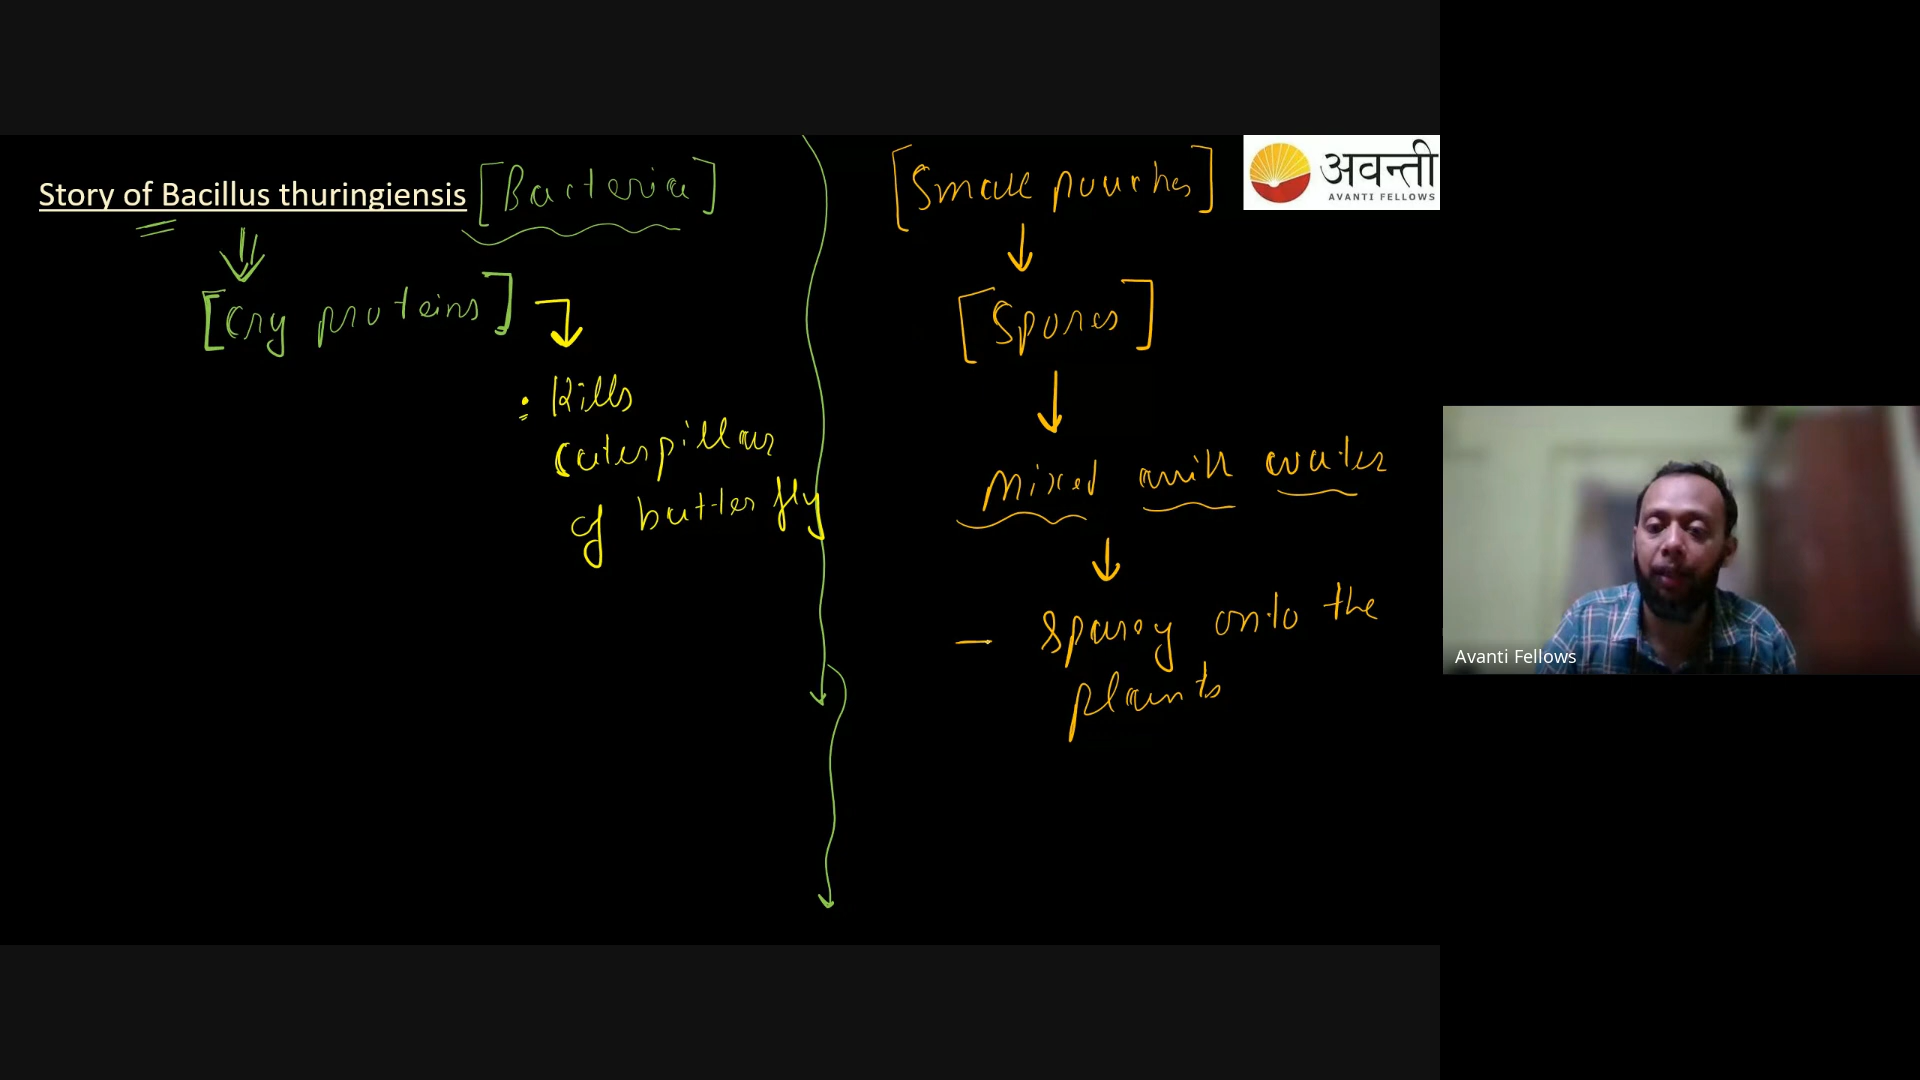 Story of Bacillus thuringiensis [Bacteria]
[Cry proteins]
: Kills
Caterpillar
of butterfly
[Small pouches]
[Spores]
Mixed with water
- Sparay onto the
plants
अवन्ती
AVANTI FELLOWS
Avanti Fellows